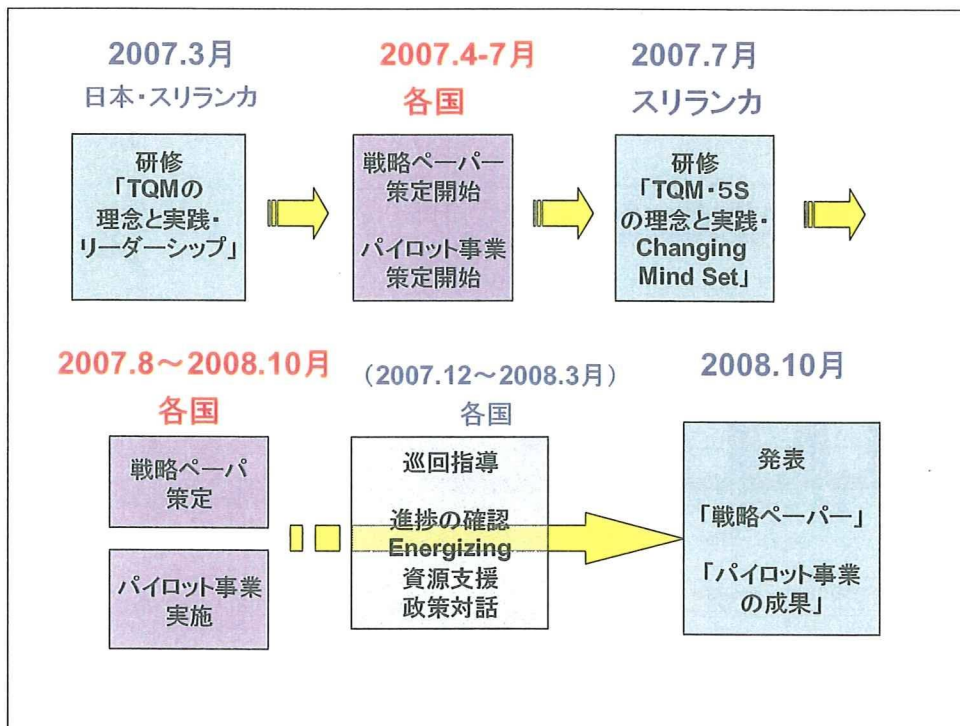 2007.3月
日本・スリランカ
研修
「TQMの
理念と実践・
リーダーシップ」
2007.4-7月
各国
戦略ペーパー
策定開始
パイロット事業
策定開始
2007.7月
スリランカ
研修
「TQM・5S
の理念と実践・
Changing
Mind Set」
2007.8～2008.10月
各国
戦略ペーパ
策定
パイロット事業
実施
（2007.12～2008.3月）
各国
巡回指導
進捗の確認
Energizing
資源支援
政策対話
2008.10月
発表
「戦略ペーパー」
「パイロット事業
の成果」